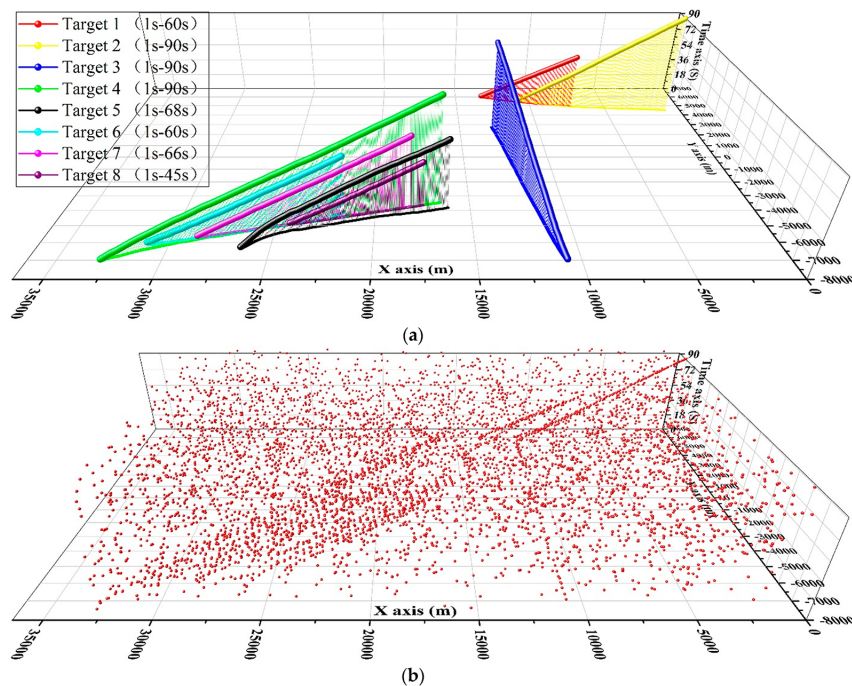 Target 1 （1s-60s）
Target 2 （1s-90s）
Target 3 （1s-90s）
Target 4 （1s-90s）
Target 5 （1s-68s）
Target 6 （1s-60s）
Target 7 （1s-66s）
Target 8 （1s-45s）
90
72
54
36
18
0
Time axis (S)
Y axis (m)
0
-1000
-2000
-3000
-4000
-5000
-6000
-7000
-8000
X axis (m)
35000
30000
25000
20000
15000
10000
5000
0
(a)
90
72
54
18
Time axis (S)
-1000
-2000
-3000
-4000
-5000
-6000
-7000
-8000
X axis (m)
35000
30000
25000
20000
15000
10000
5000
0
(b)